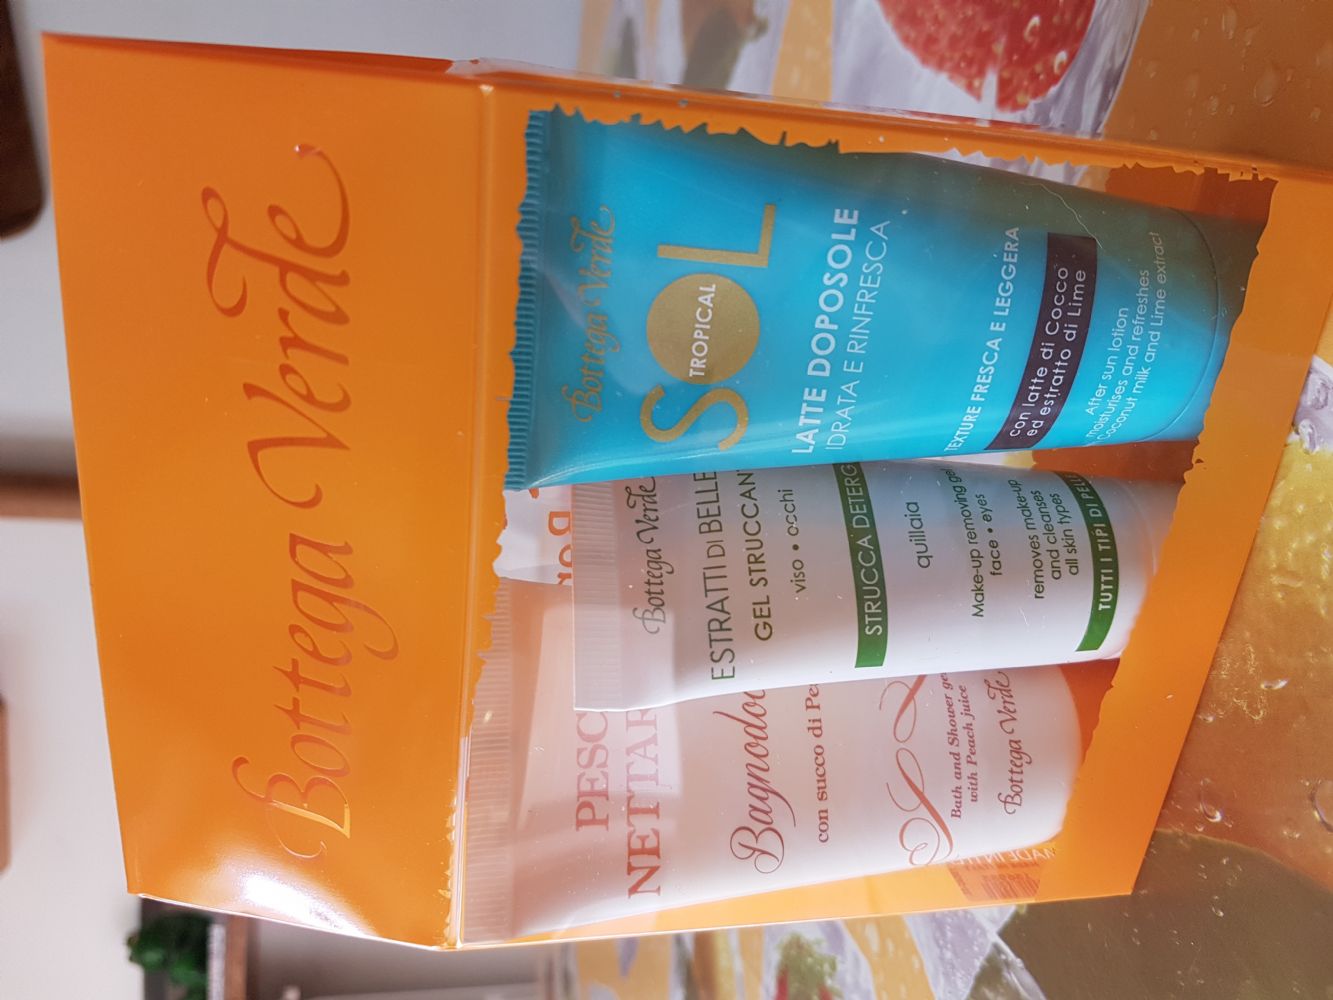 Bottega Verde
Bottega Verde
SOL
TROPICAL
LATTE DOPOSOLE
IDRATA E RINFRESCA
TEXTURE FRESCA E LEGGERA
con latte di Cocco
ed estratto di Lime
After sun lotion
moisturises and refreshes
Coconut milk and Lime extract
Bottega Verde
ESTRATTI DI BELLE
GEL STRUCCAN
viso • occhi
STRUCCA DETERG
quillaia
Make-up removing gel
face • eyes
removes make-up
and cleanses
all skin types
TUTTI I TIPI DI PELLE
PESC
NETTAR
Bagnodoc
con succo di Pe
Bath and Shower ge
with Peach juice
Bottega Verde